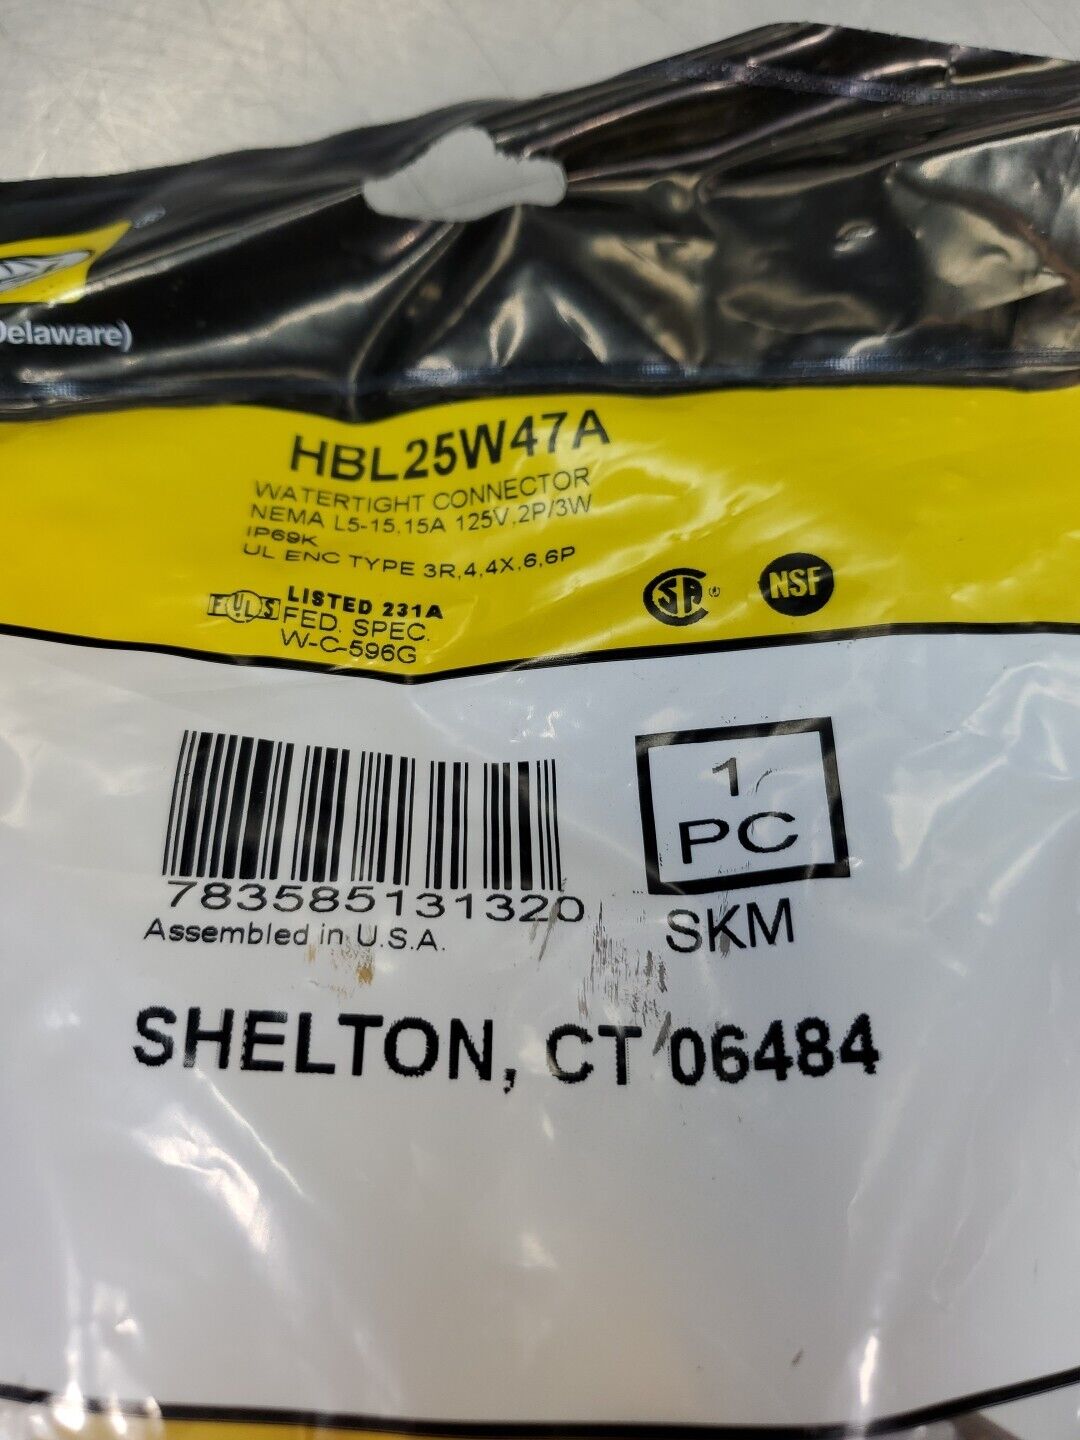 ®
Delaware)
HBL25W47A
WATERTIGHT CONNECTOR
NEMA L5-15,15A 125V,2P/3W
IP69K
UL ENC TYPE 3R,4,4X,6,6P
LISTED 231A
FED. SPEC.
W-C-596G
SA ®
NSF
1
PC
783585131320
Assembled in U.S.A.
SKM
SHELTON, CT 06484